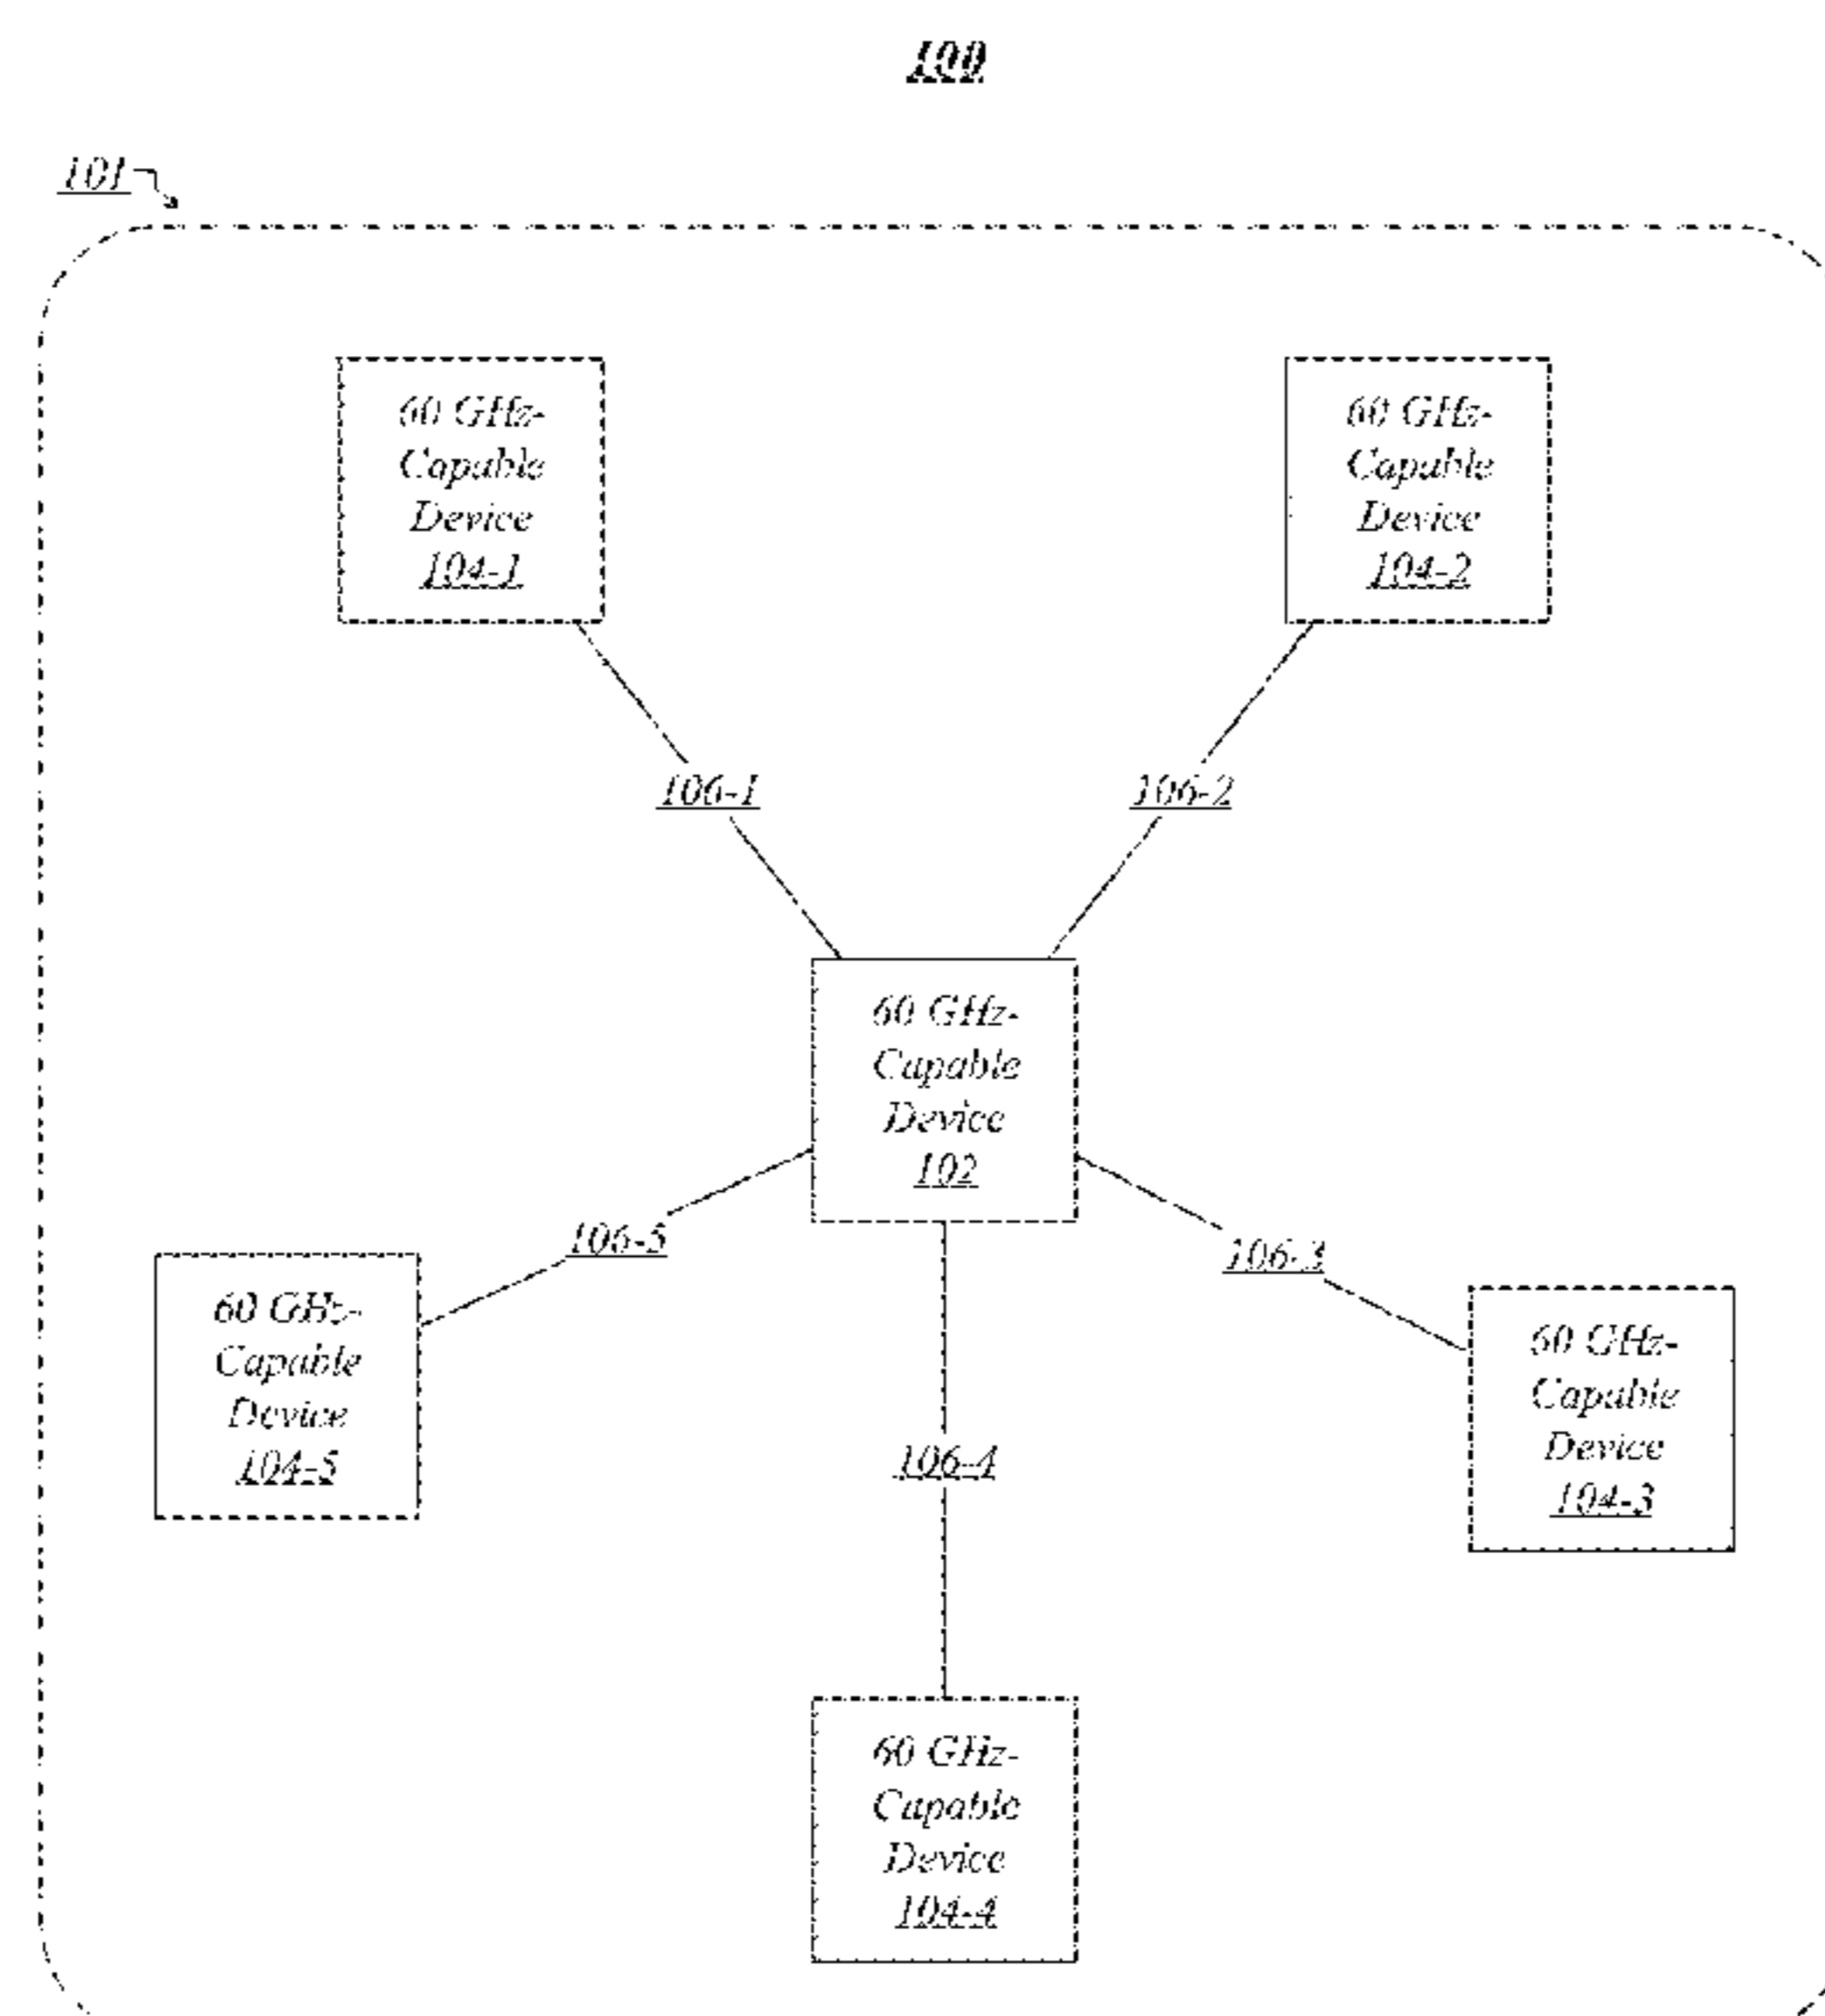 100
101
60 GHz-
Capable
Device
104-1
60 GHz-
Capable
Device
104-2
106-1
106-2
60 GHz-
Capable
Device
102
106-5
106-3
60 GHz-
Capable
Device
104-5
60 GHz-
Capable
Device
104-3
106-4
60 GHz-
Capable
Device
104-4